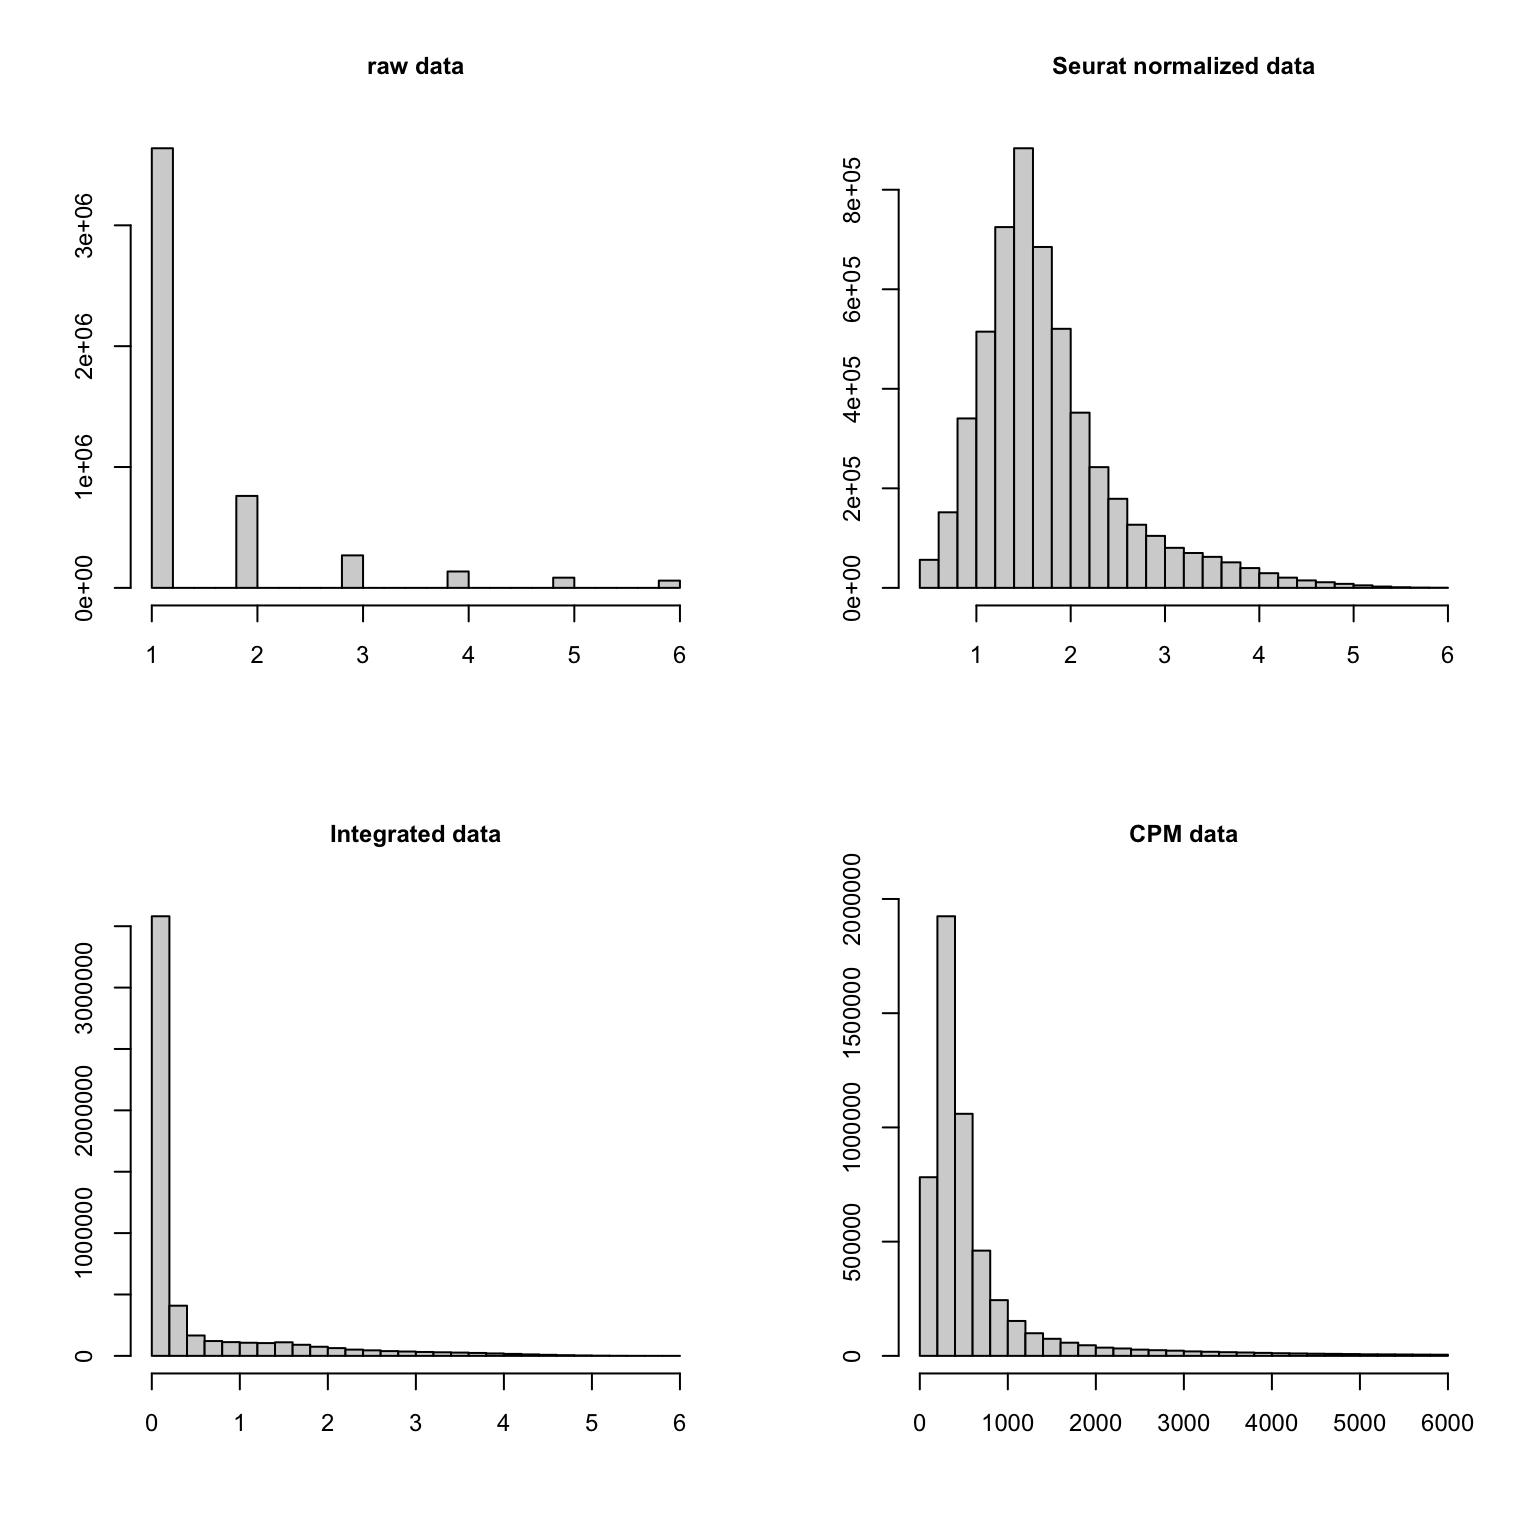 raw data
3e+06
2e+06
1e+06
0e+00
1 2 3 4 5 6
Seurat normalized data
8e+05
6e+05
4e+05
2e+05
0e+00
1 2 3 4 5 6
Integrated data
3000000
2000000
1000000
0
0 1 2 3 4 5 6
CPM data
2000000
1500000
1000000
500000
0
0 1000 2000 3000 4000 5000 6000